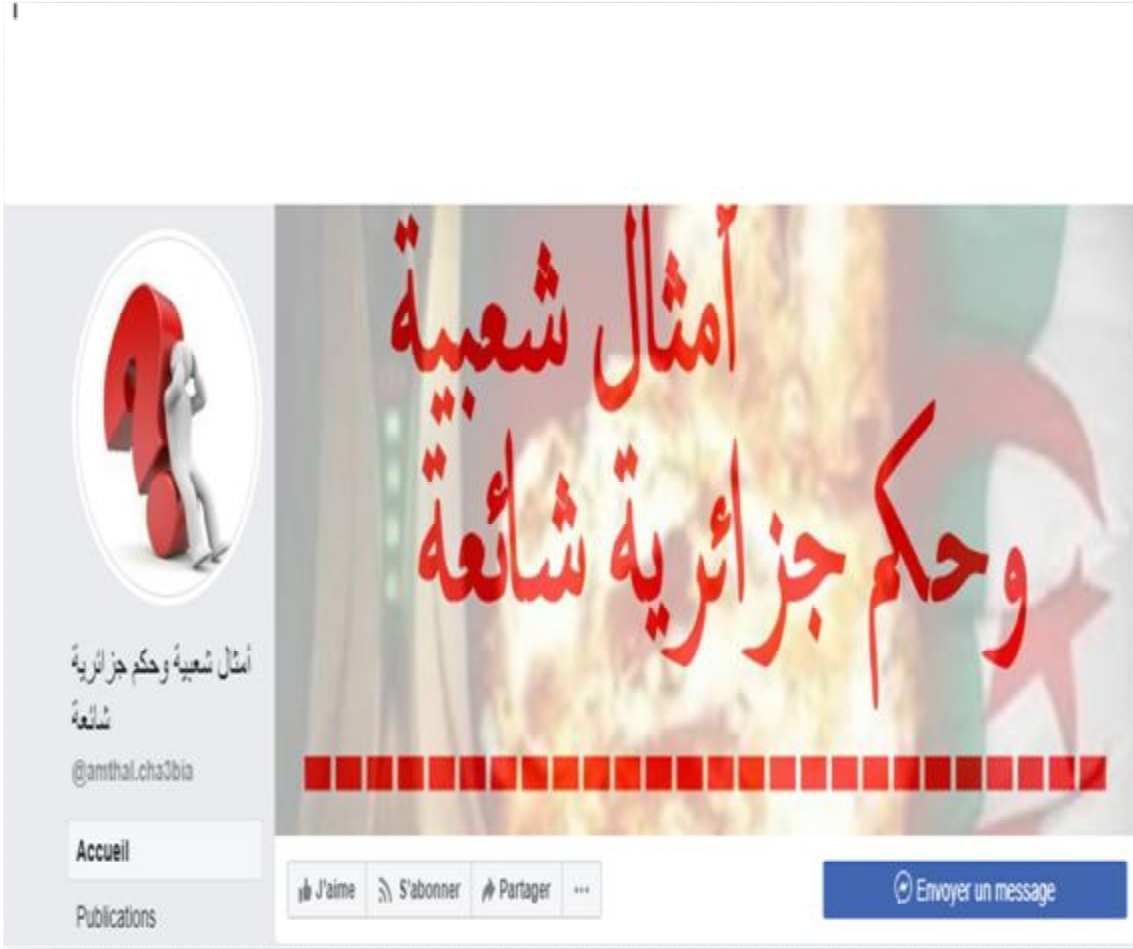 أمثال شعبية
وحكم جزائرية شائعة
أمثال شعبية وحكم جزائرية
شائعة
@amthal.cha3bia
Accueil
Publications
J'aime
S'abonner
Partager
...
Envoyer un message